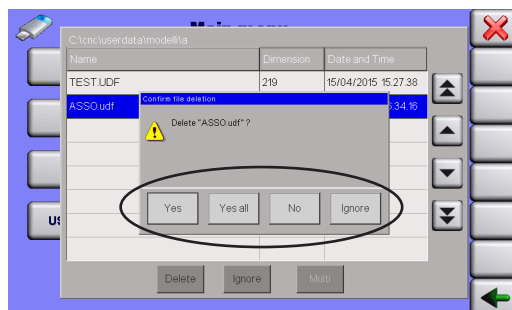 Main menu
C:\cnc\userdata\modelli\a
Name Dimension Date and Time
TEST.UDF 219 15/04/2015 15.27.38
ASSO.udf .34.16
Confirm file deletion
Delete "ASSO.udf" ?
Yes Yes all No Ignore
US
Delete Ignore Multi